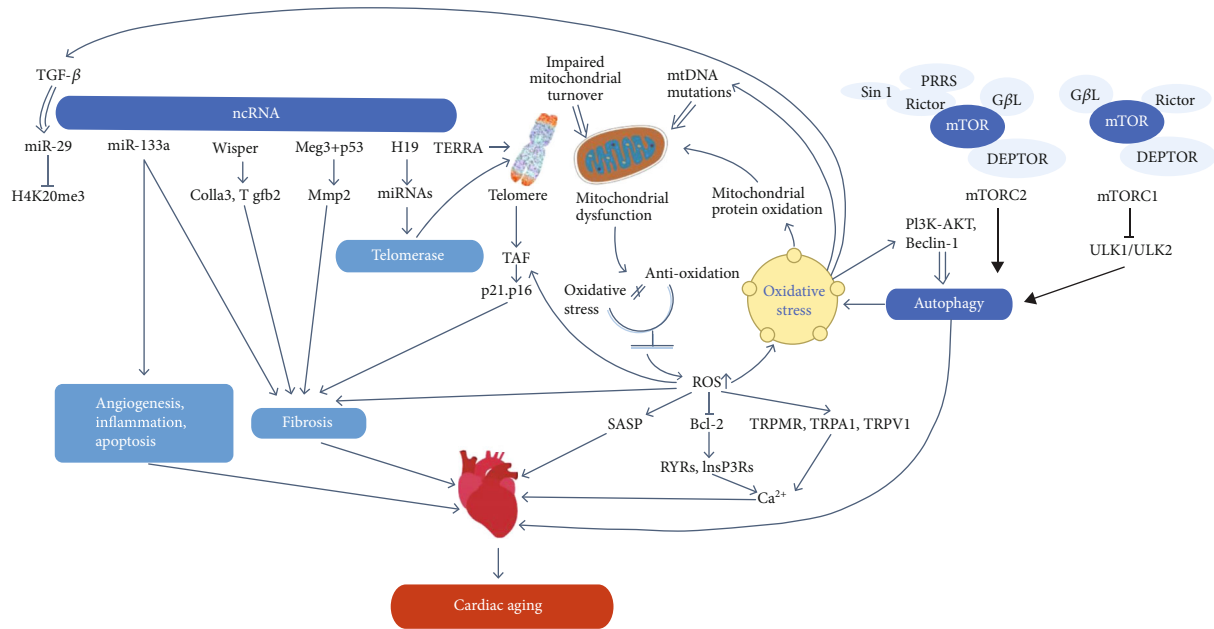 TGF-β
ncRNA
miR-29
H4K20me3
miR-133a
Wisper
Colla3, T gfb2
Meg3+p53
Mmp2
H19
miRNAs
Telomerase
TERRA
Telomere
TAF
p21.p16
Impaired
mitochondrial
turnover
mtDNA
mutations
Mitochondrial
dysfunction
Mitochondrial
protein oxidation
Oxidative
stress
Anti-oxidation
Oxidative
stress
Sin 1
PRRS
Rictor
GβL
mTOR
DEPTOR
mTORC2
GβL
Rictor
mTOR
DEPTOR
mTORC1
ULK1/ULK2
Pl3K-AKT,
Beclin-1
Autophagy
ROS↑
SASP
Bcl-2
TRPMR, TRPA1, TRPV1
RYRs, lnsP3Rs
Ca²⁺
Angiogenesis,
inflammation,
apoptosis
Fibrosis
Cardiac aging